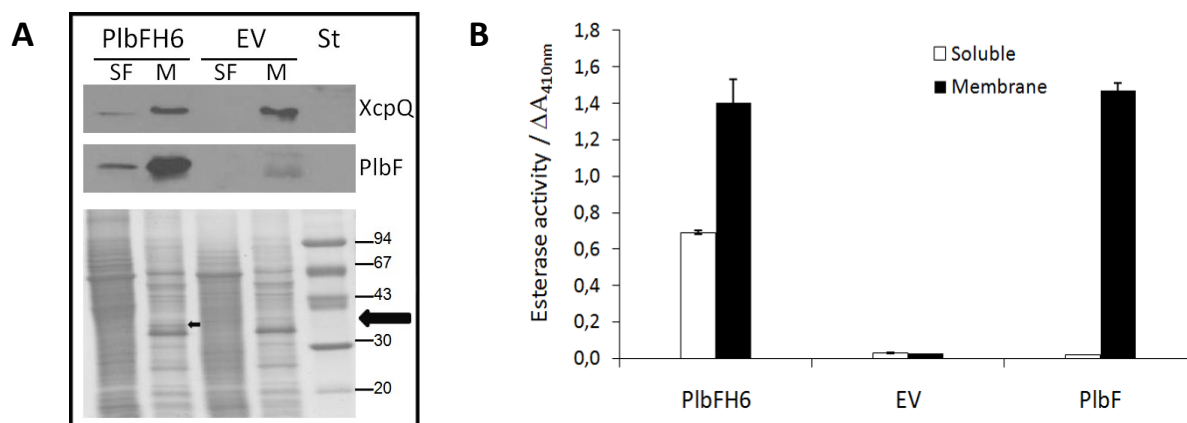 A
PlbFH6 EV St
SF M SF M
XcpQ
PlbF
94
67
43
30
20
B
Esterase activity / ΔA410nm
1,8
1,6
1,4
1,2
1,0
0,8
0,6
0,4
0,2
0,0
Soluble
Membrane
PlbFH6 EV PlbF